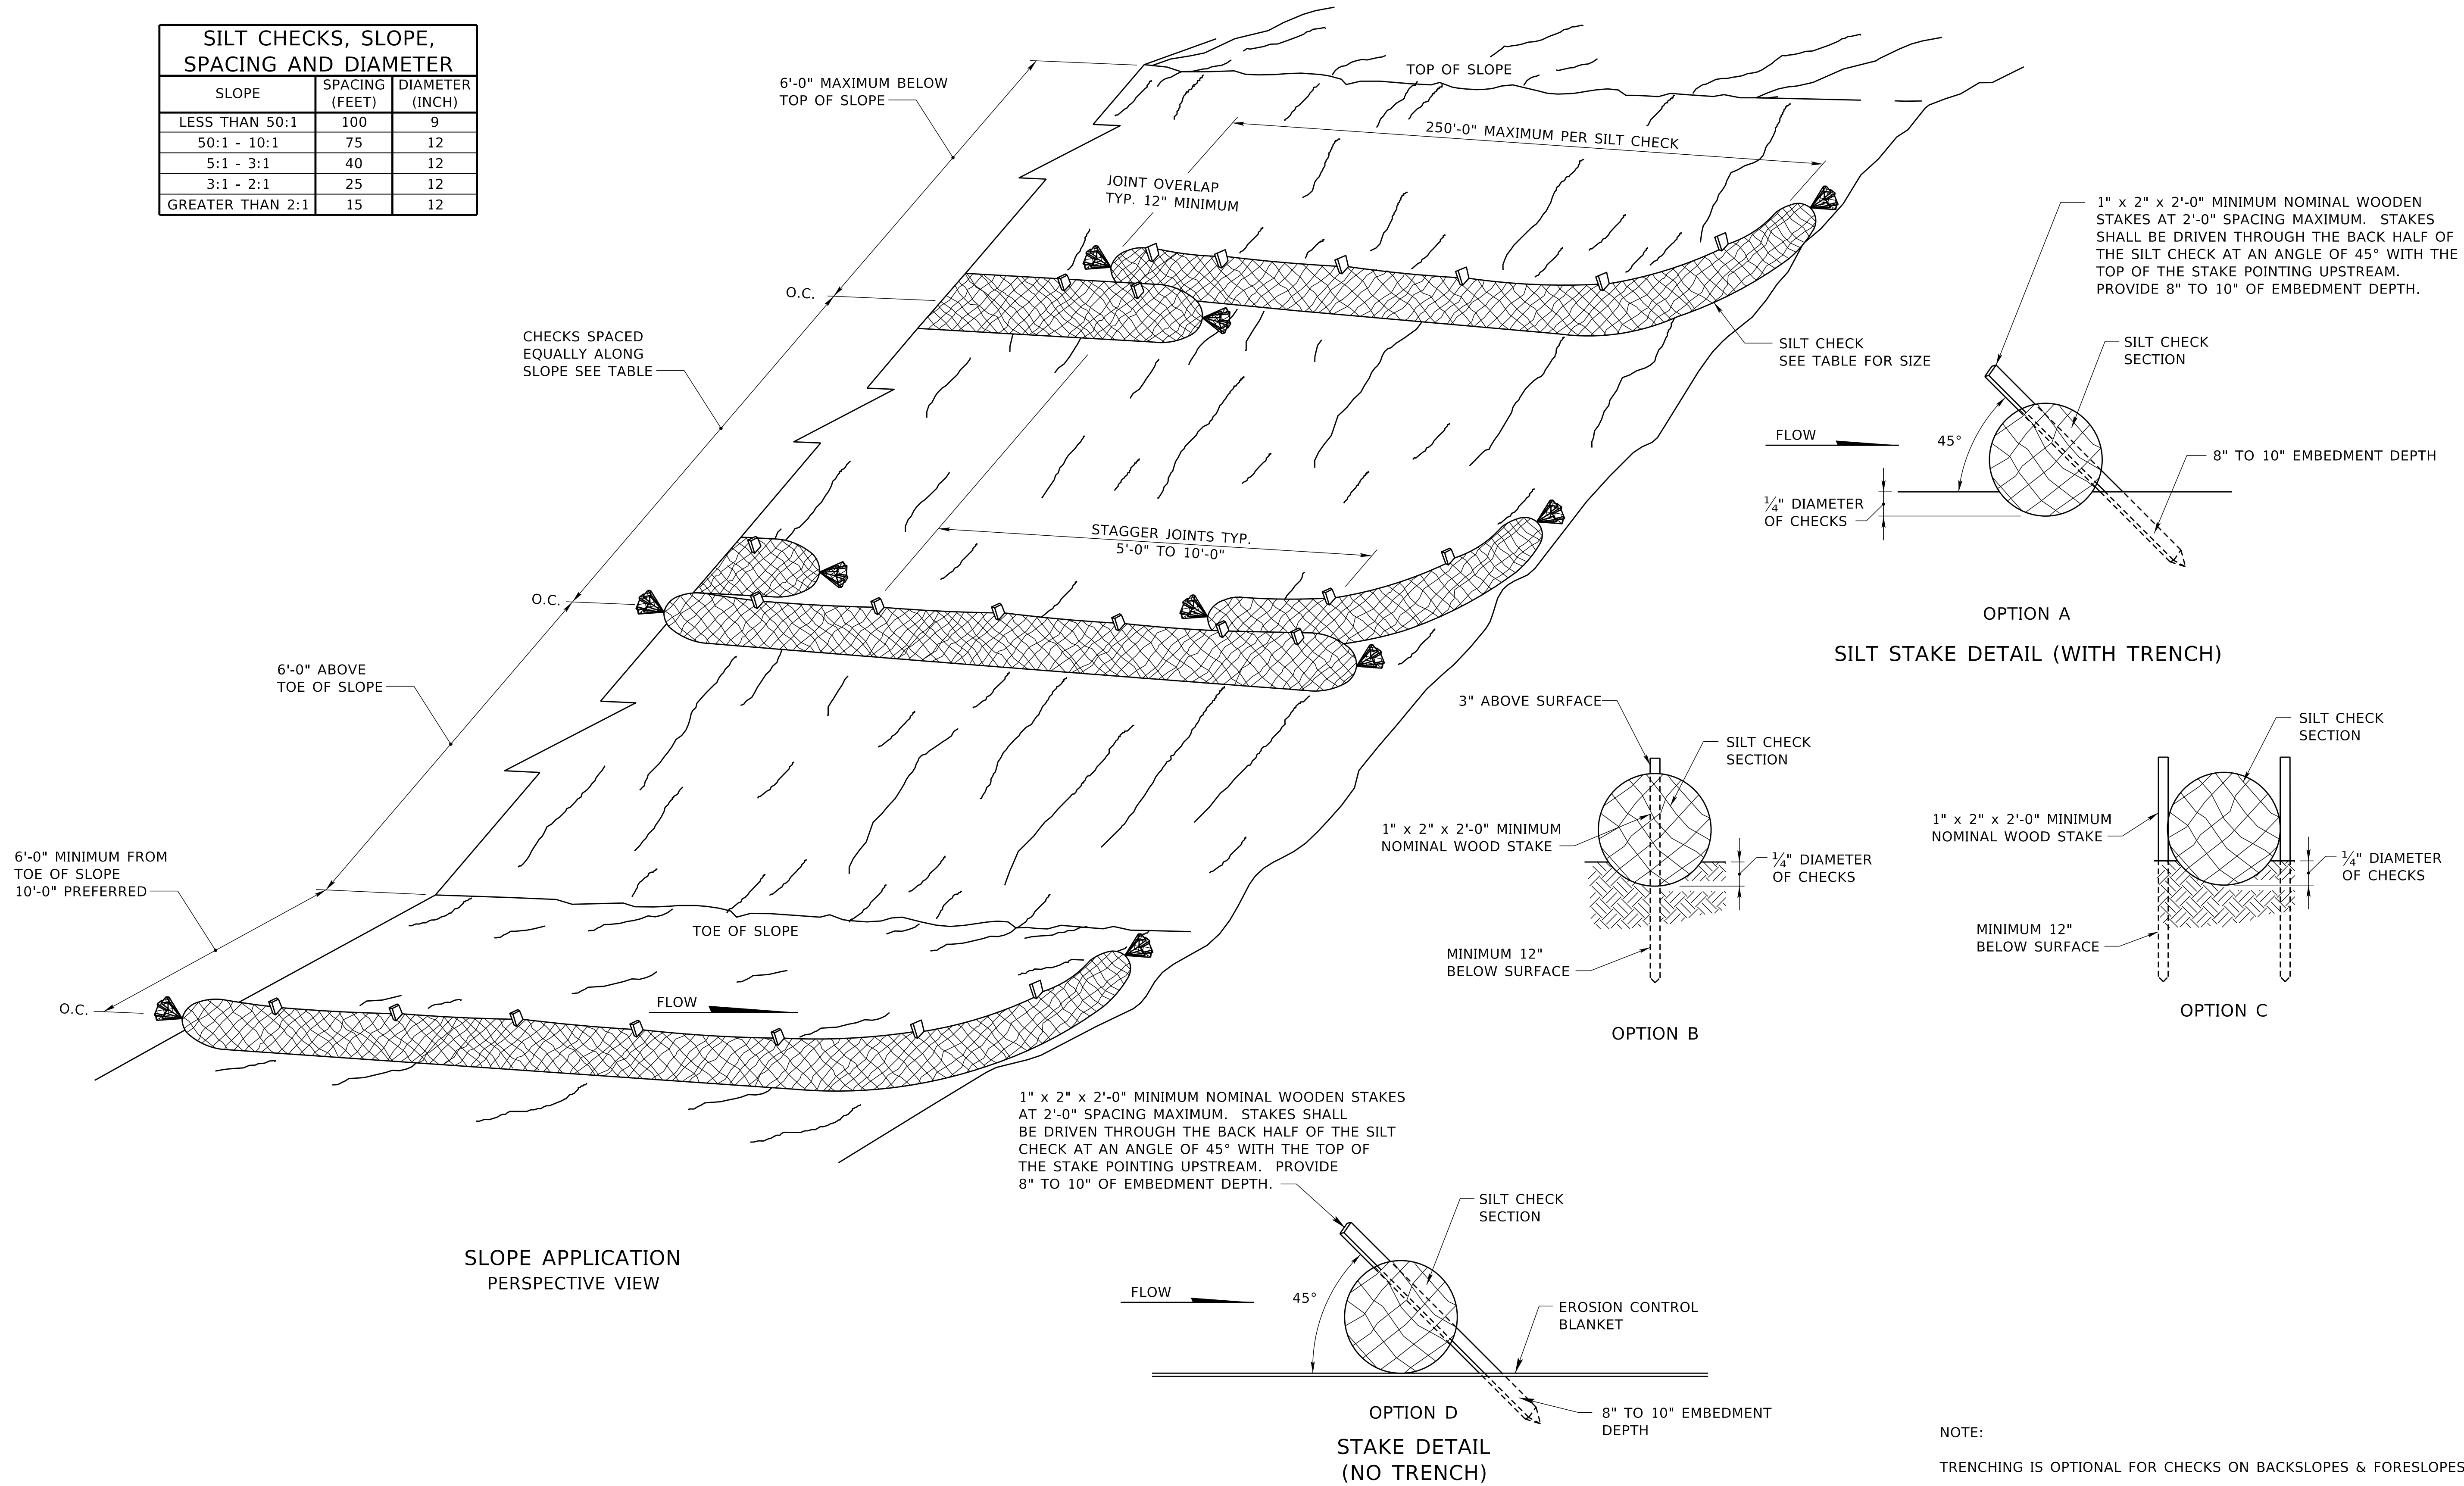 SILT CHECKS, SLOPE,
SPACING AND DIAMETER
SLOPE
SPACING
(FEET)
DIAMETER
(INCH)
LESS THAN 50:1 100 9
50:1 - 10:1 75 12
5:1 - 3:1 40 12
3:1 - 2:1 25 12
GREATER THAN 2:1 15 12
6'-0" MAXIMUM BELOW
TOP OF SLOPE
TOP OF SLOPE
250'-0" MAXIMUM PER SILT CHECK
JOINT OVERLAP
TYP. 12" MINIMUM
O.C.
CHECKS SPACED
EQUALLY ALONG
SLOPE SEE TABLE
SILT CHECK
SEE TABLE FOR SIZE
STAGGER JOINTS TYP.
5'-0" TO 10'-0"
O.C.
6'-0" ABOVE
TOE OF SLOPE
6'-0" MINIMUM FROM
TOE OF SLOPE
10'-0" PREFERRED
TOE OF SLOPE
O.C.
FLOW
SLOPE APPLICATION
PERSPECTIVE VIEW
1" x 2" x 2'-0" MINIMUM NOMINAL WOODEN
STAKES AT 2'-0" SPACING MAXIMUM. STAKES
SHALL BE DRIVEN THROUGH THE BACK HALF OF
THE SILT CHECK AT AN ANGLE OF 45° WITH THE
TOP OF THE STAKE POINTING UPSTREAM.
PROVIDE 8" TO 10" OF EMBEDMENT DEPTH.
SILT CHECK
SECTION
FLOW
45°
8" TO 10" EMBEDMENT DEPTH
¼" DIAMETER
OF CHECKS
OPTION A
SILT STAKE DETAIL (WITH TRENCH)
3" ABOVE SURFACE
SILT CHECK
SECTION
1" x 2" x 2'-0" MINIMUM
NOMINAL WOOD STAKE
¼" DIAMETER
OF CHECKS
MINIMUM 12"
BELOW SURFACE
OPTION B
SILT CHECK
SECTION
1" x 2" x 2'-0" MINIMUM
NOMINAL WOOD STAKE
¼" DIAMETER
OF CHECKS
MINIMUM 12"
BELOW SURFACE
OPTION C
1" x 2" x 2'-0" MINIMUM NOMINAL WOODEN STAKES
AT 2'-0" SPACING MAXIMUM. STAKES SHALL
BE DRIVEN THROUGH THE BACK HALF OF THE SILT
CHECK AT AN ANGLE OF 45° WITH THE TOP OF
THE STAKE POINTING UPSTREAM. PROVIDE
8" TO 10" OF EMBEDMENT DEPTH.
SILT CHECK
SECTION
FLOW
45°
EROSION CONTROL
BLANKET
8" TO 10" EMBEDMENT
DEPTH
OPTION D
STAKE DETAIL
(NO TRENCH)
NOTE:
TRENCHING IS OPTIONAL FOR CHECKS ON BACKSLOPES & FORESLOPES